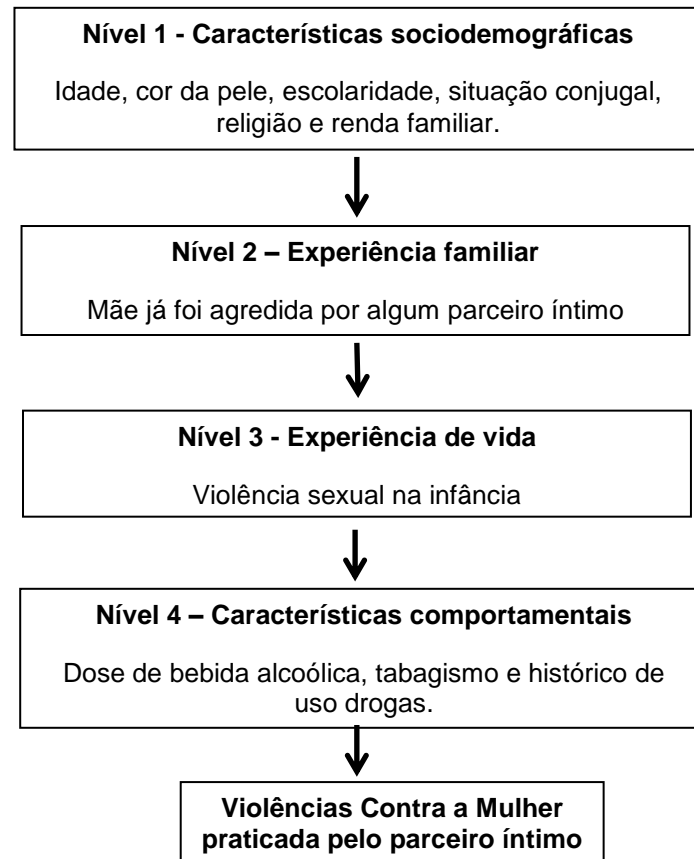 Nível 1 - Características sociodemográficas
Idade, cor da pele, escolaridade, situação conjugal,
religião e renda familiar.
Nível 2 – Experiência familiar
Mãe já foi agredida por algum parceiro íntimo
Nível 3 - Experiência de vida
Violência sexual na infância
Nível 4 – Características comportamentais
Dose de bebida alcoólica, tabagismo e histórico de
uso drogas.
Violências Contra a Mulher
praticada pelo parceiro íntimo